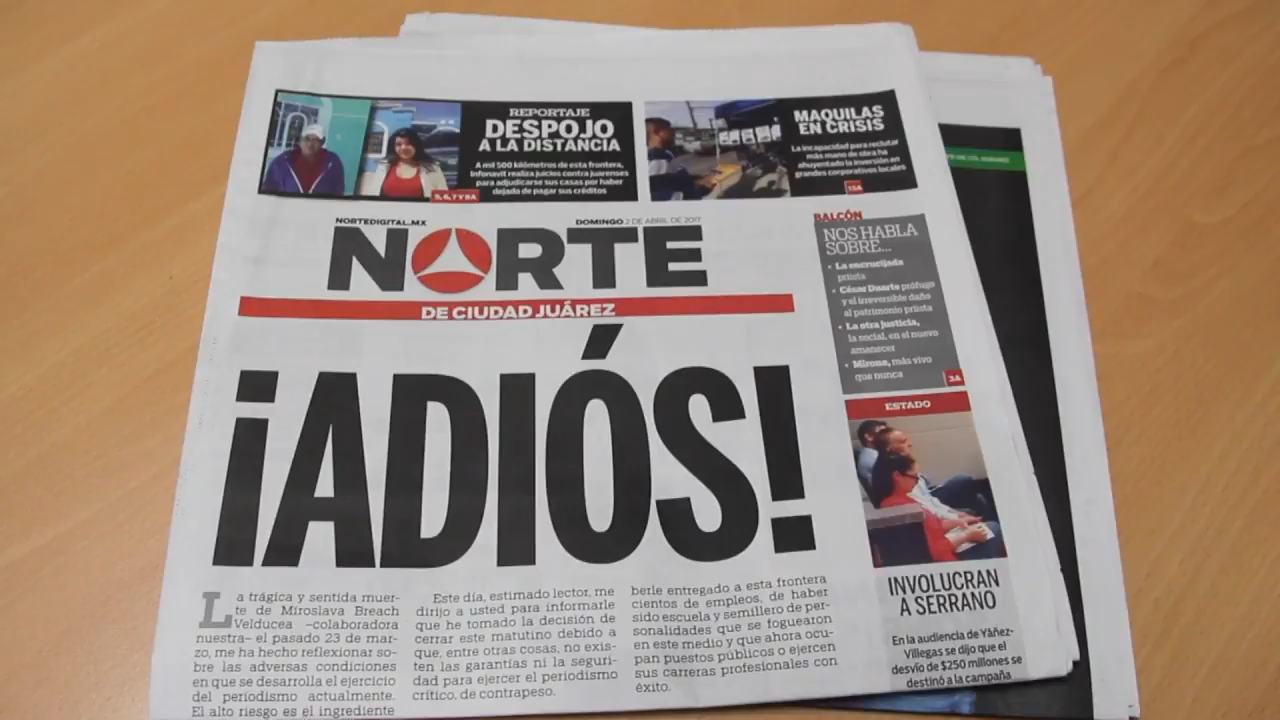 REPORTAJE
DESPOJO
A LA DISTANCIA
A mil 500 kilómetros de esta frontera,
Infonavit realiza juicios contra juarenses
para adjudicarse sus casas por haber
dejado de pagar sus créditos
5, 6, 7 Y 8A
MAQUILAS
EN CRISIS
La incapacidad para reclutar
más mano de obra ha
ahuyentado la inversión en
grandes corporativos locales
NORTEDIGITAL.MX
DOMINGO 2 DE ABRIL DE 2017
NORTE
DE CIUDAD JUÁREZ
¡ADIÓS!
La trágica y sentida muer-
te de Miroslava Breach
Velducea –colaboradora
nuestra– el pasado 23 de mar-
zo, me ha hecho reflexionar so-
bre las adversas condiciones
en que se desarrolla el ejercicio
del periodismo actualmente.
El alto riesgo es el ingrediente
Este día, estimado lector, me
dirijo a usted para informarle
que he tomado la decisión de
cerrar este matutino debido a
que, entre otras cosas, no exis-
ten las garantías ni la seguri-
dad para ejercer el periodismo
crítico, de contrapeso.
berle entregado a esta frontera
cientos de empleos, de haber
sido escuela y semillero de per-
sonalidades que se foguearon
en este medio y que ahora ocu-
pan puestos públicos o ejercen
sus carreras profesionales con
éxito.
BALCÓN
NOS HABLA
SOBRE...
• La encrucijada
priista
• César Duarte prófugo
y el irreversible daño
al patrimonio priista
• La otra justicia,
la social, en el nuevo
amanecer
• Mirone, más vivo
que nunca
3A
ESTADO
INVOLUCRAN
A SERRANO
En la audiencia de Yáñez-
Villegas se dijo que el
desvío de $250 millones se
destinó a la campaña